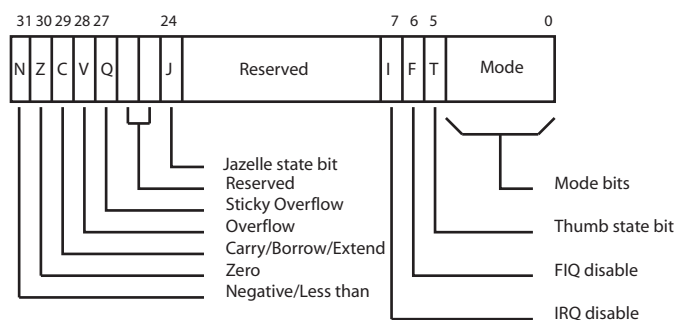 31 30 29 28 27 24 7 6 5 0
N Z C V Q J Reserved I F T Mode
Jazelle state bit
Reserved
Sticky Overflow
Overflow
Carry/Borrow/Extend
Zero
Negative/Less than
Mode bits
Thumb state bit
FIQ disable
IRQ disable